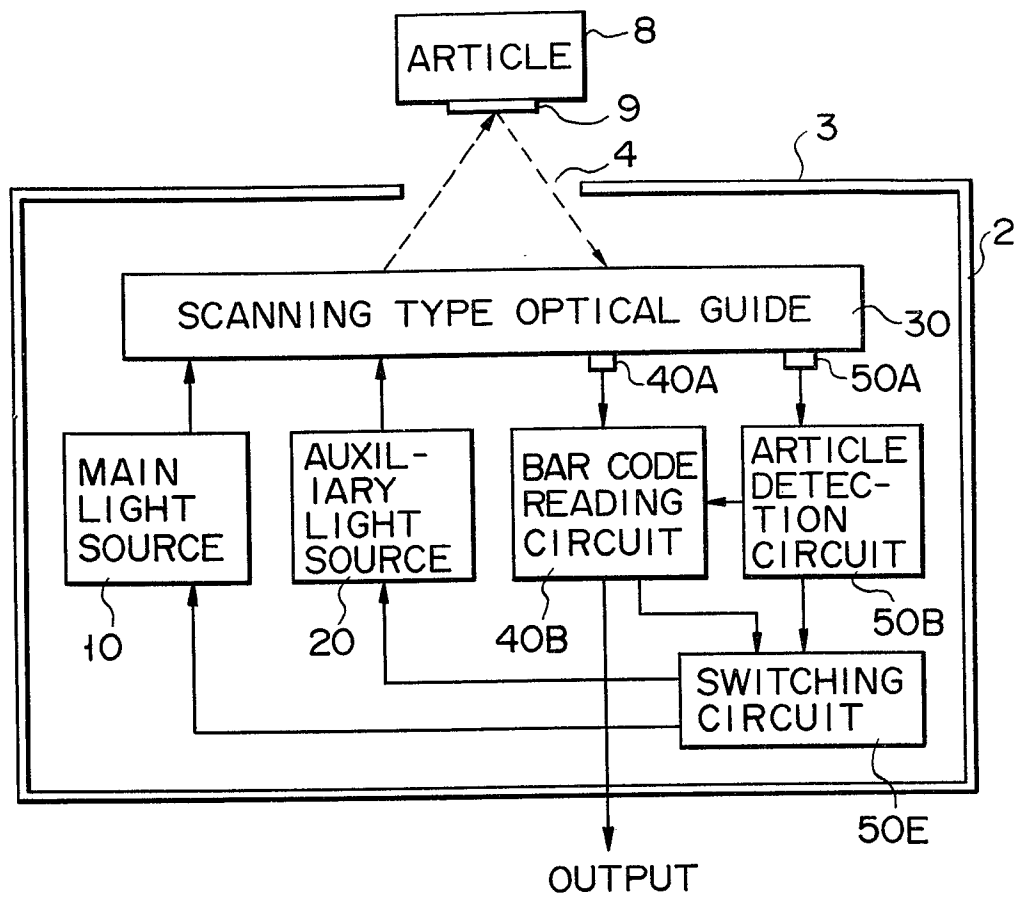 ARTICLE
8
9
3
4
2
SCANNING TYPE OPTICAL GUIDE
30
40A
50A
MAIN
LIGHT
SOURCE
AUXIL-
IARY
LIGHT
SOURCE
BAR CODE
READING
CIRCUIT
ARTICLE
DETEC-
TION
CIRCUIT
10
20
40B
50B
SWITCHING
CIRCUIT
50E
OUTPUT